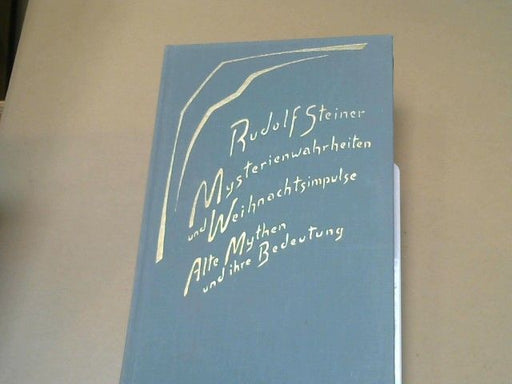 Rudolf Steiner
Mysterienwahrheiten
und Weihnachtsimpulse
Alte Mythen
und ihre Bedeutung